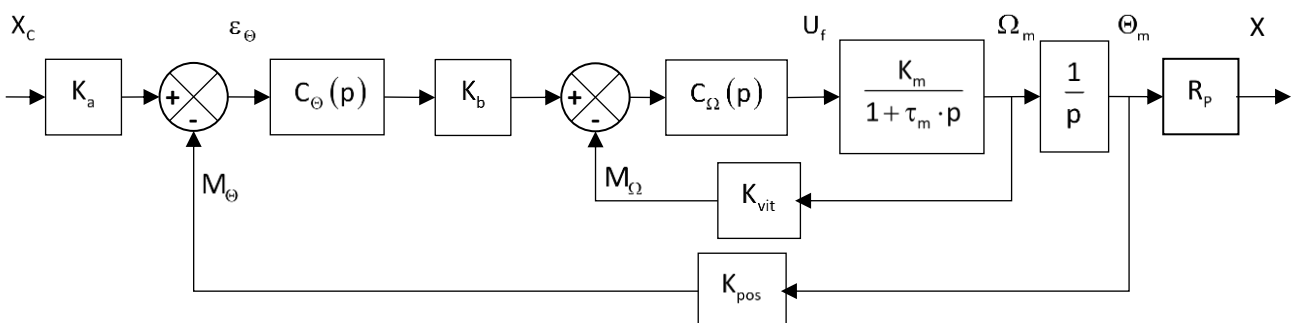 X_C
ε_Θ
U_f
Ω_m
Θ_m
X
K_a
+
-
C_Θ(p)
K_b
+
-
C_Ω(p)
K_m
1+τ_m·p
1
p
R_P
M_Θ
M_Ω
K_vit
K_pos